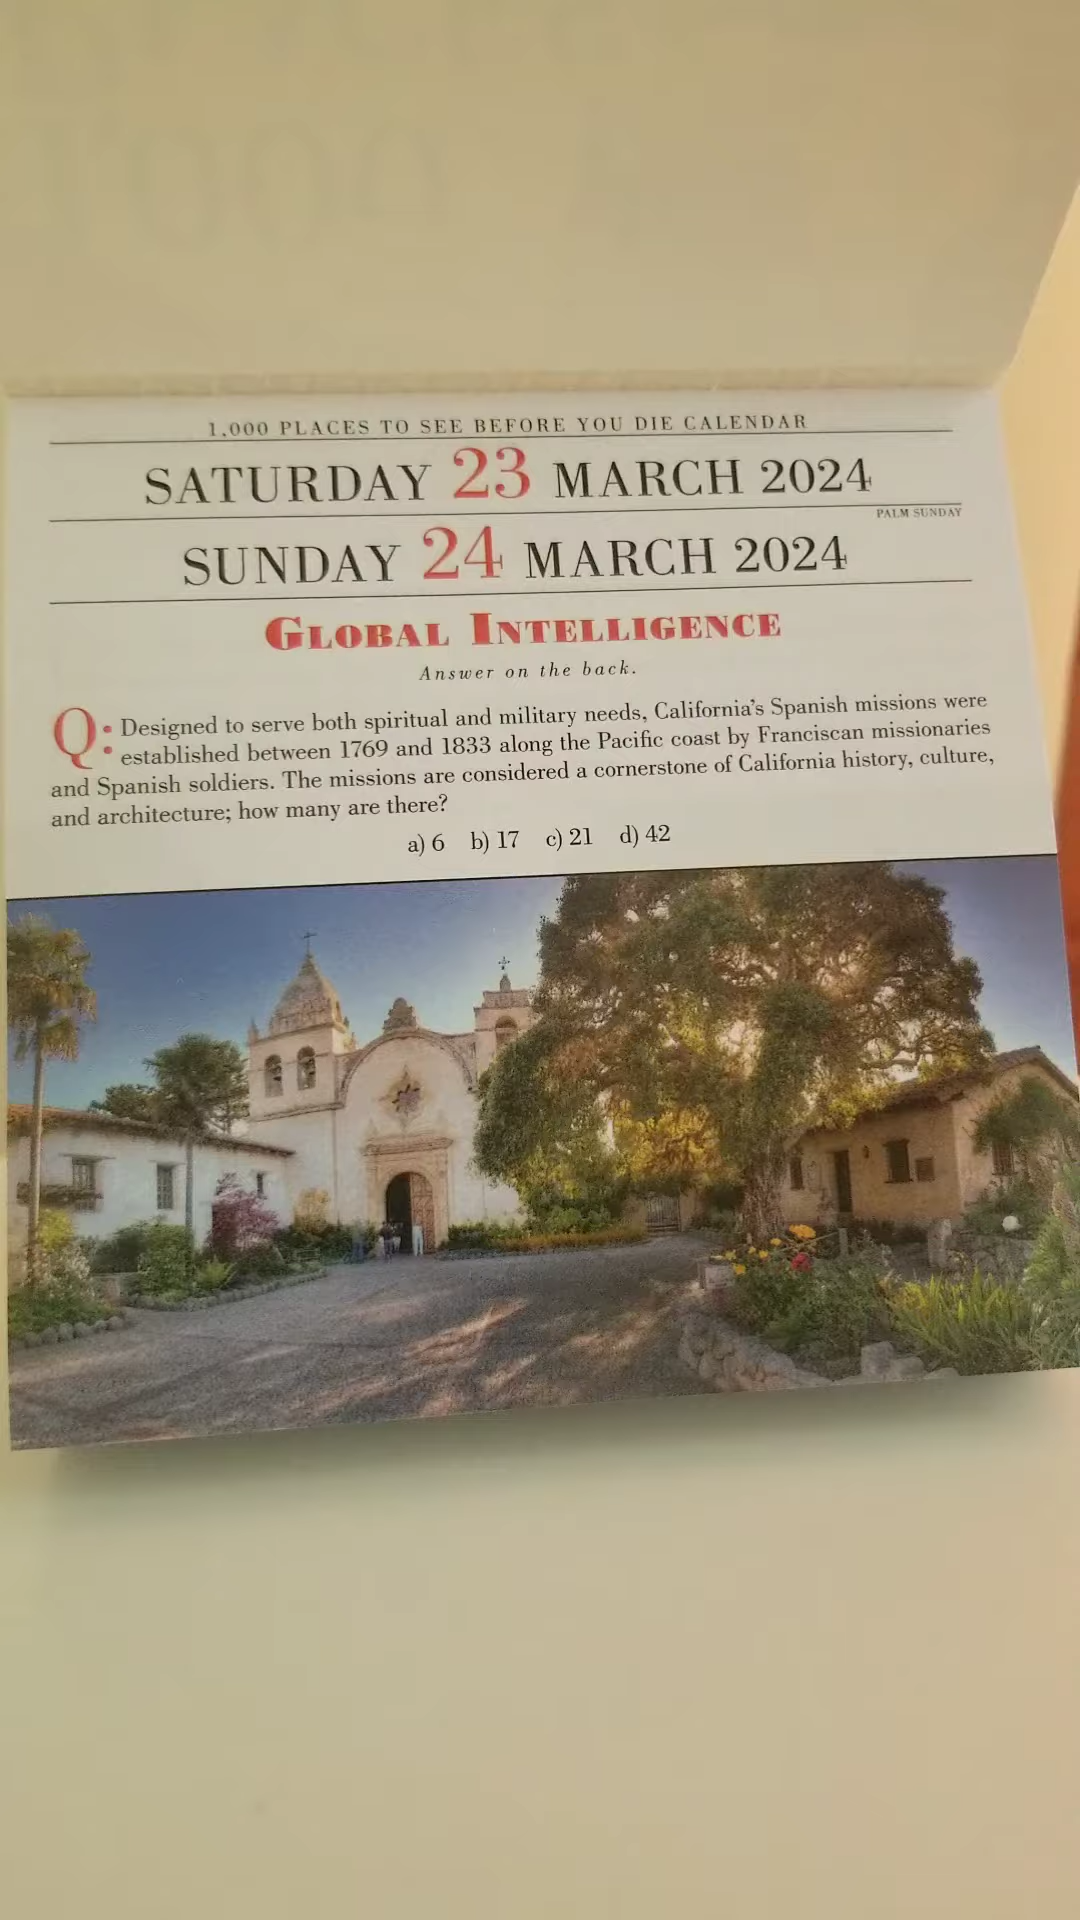 1,000 PLACES TO SEE BEFORE YOU DIE CALENDAR
SATURDAY 23 MARCH 2024
PALM SUNDAY
SUNDAY 24 MARCH 2024
GLOBAL INTELLIGENCE
Answer on the back.
Q: Designed to serve both spiritual and military needs, California's Spanish missions were
established between 1769 and 1833 along the Pacific coast by Franciscan missionaries
and Spanish soldiers. The missions are considered a cornerstone of California history, culture,
and architecture; how many are there?
a) 6 b) 17 c) 21 d) 42